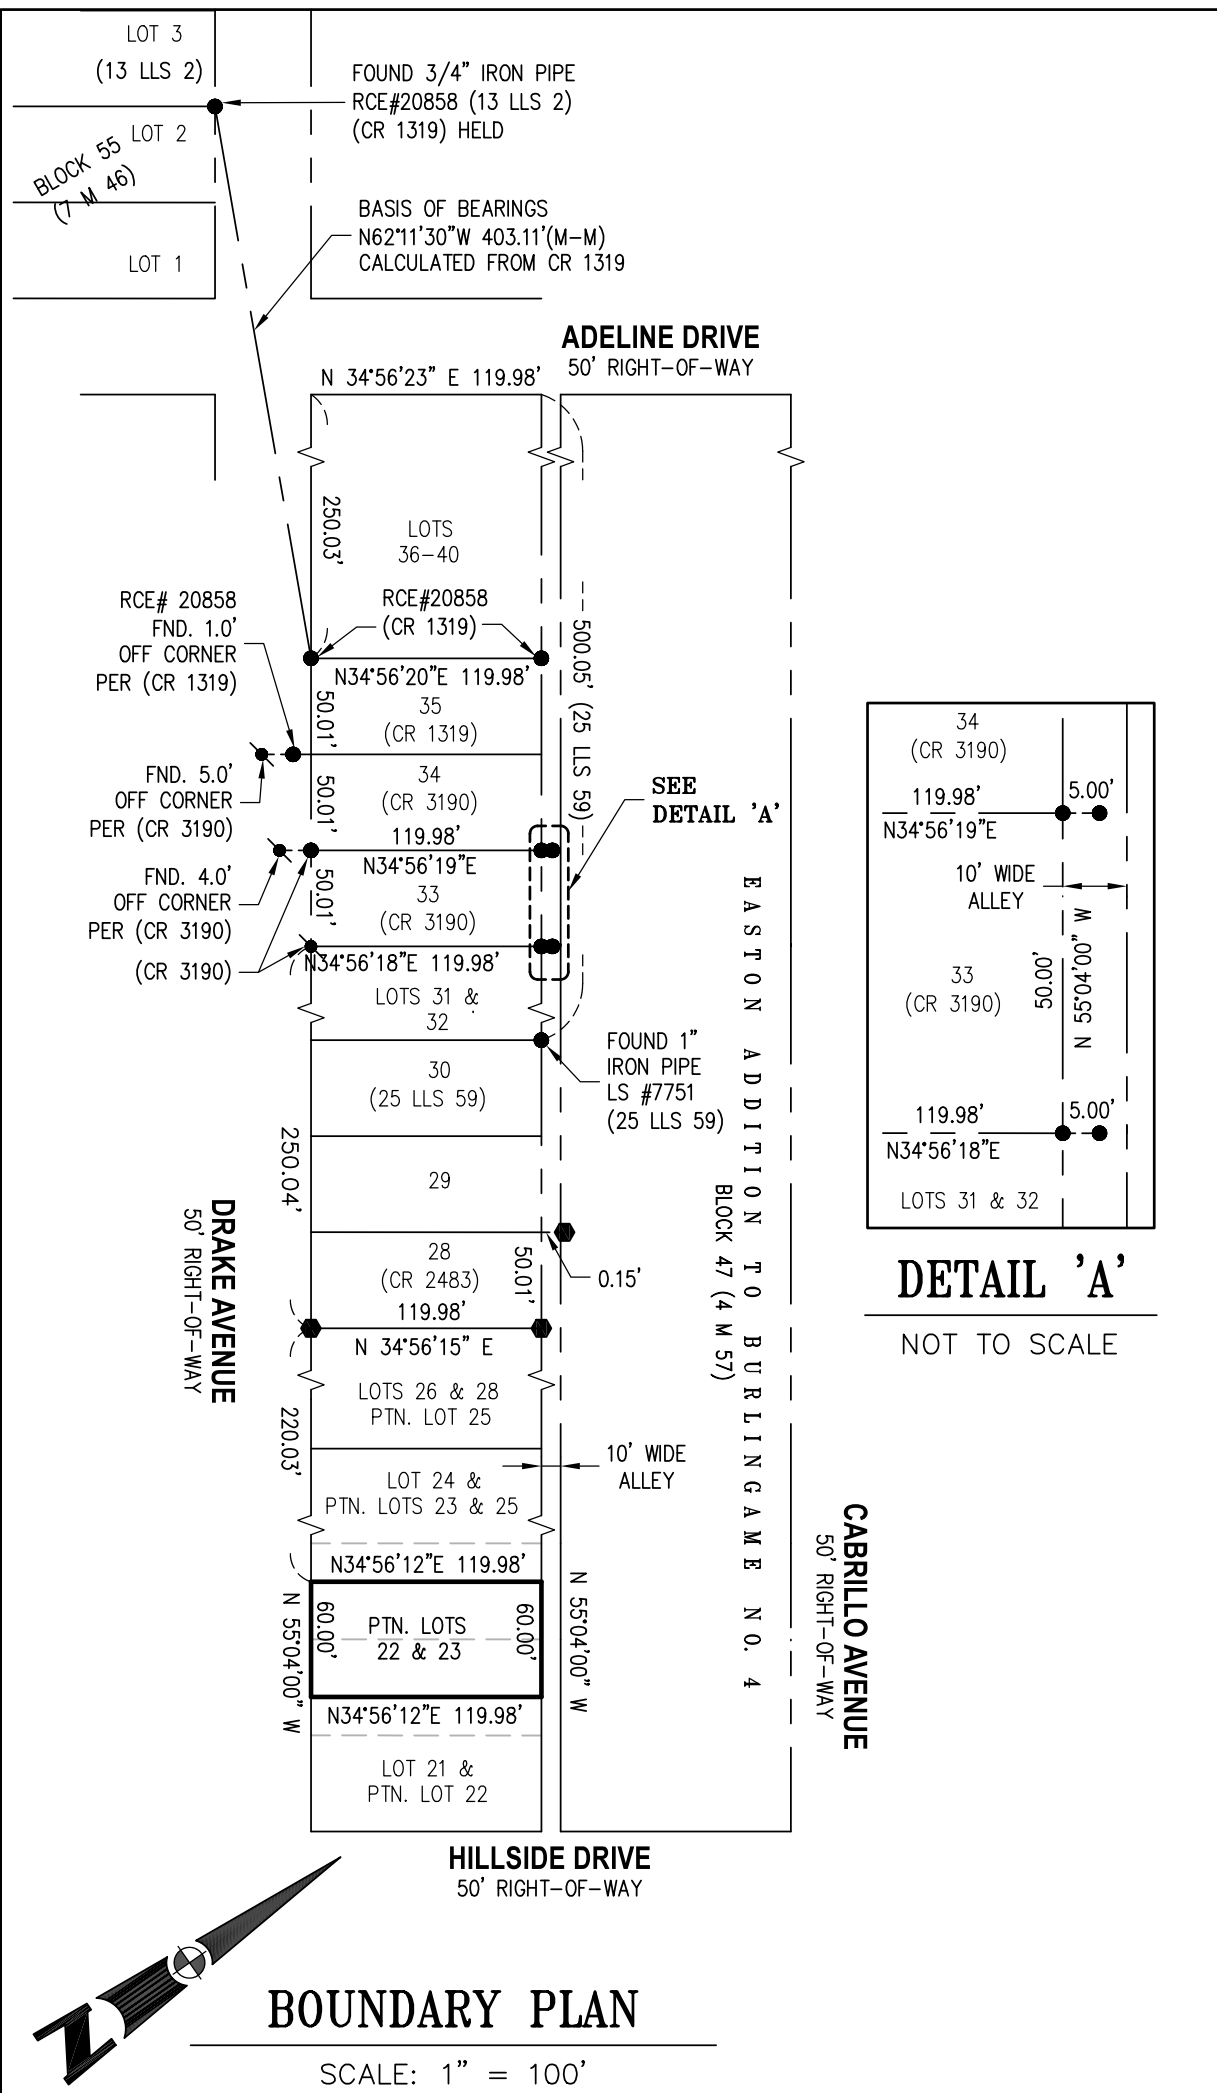 LOT 3
(13 LLS 2)
FOUND 3/4" IRON PIPE
RCE#20858 (13 LLS 2)
(CR 1319) HELD
LOT 2
BLOCK 55
(7 M 46)
BASIS OF BEARINGS
N62°11'30"W 403.11'(M-M)
CALCULATED FROM CR 1319
LOT 1
ADELINE DRIVE
50' RIGHT-OF-WAY
N 34°56'23" E 119.98'
250.03'
LOTS
36-40
RCE# 20858
FND. 1.0'
OFF CORNER
PER (CR 1319)
RCE#20858
(CR 1319)
500.05' (25 LLS 59)
N34°56'20"E 119.98'
50.01'
35
(CR 1319)
FND. 5.0'
OFF CORNER
PER (CR 3190)
50.01'
34
(CR 3190)
SEE
DETAIL 'A'
119.98'
N34°56'19"E
FND. 4.0'
OFF CORNER
PER (CR 3190)
50.01'
33
(CR 3190)
(CR 3190)
N34°56'18"E 119.98'
LOTS 31 &
32
FOUND 1"
IRON PIPE
LS #7751
(25 LLS 59)
30
(25 LLS 59)
250.04'
29
28
(CR 2483)
50.01'
0.15'
119.98'
N 34°56'15" E
DRAKE AVENUE
50' RIGHT-OF-WAY
LOTS 26 & 28
PTN. LOT 25
220.03'
10' WIDE
ALLEY
LOT 24 &
PTN. LOTS 23 & 25
N34°56'12"E 119.98'
N 55°04'00" W
60.00'
PTN. LOTS
22 & 23
60.00'
N 55°04'00" W
N34°56'12"E 119.98'
LOT 21 &
PTN. LOT 22
EASTON ADDITION TO BURLINGAME NO. 4
BLOCK 47 (4 M 57)
CABRILLO AVENUE
50' RIGHT-OF-WAY
HILLSIDE DRIVE
50' RIGHT-OF-WAY
34
(CR 3190)
119.98'
5.00'
N34°56'19"E
10' WIDE
ALLEY
50.00'
N 55°04'00" W
33
(CR 3190)
119.98'
5.00'
N34°56'18"E
LOTS 31 & 32
DETAIL 'A'
NOT TO SCALE
Z
BOUNDARY PLAN
SCALE: 1" = 100'